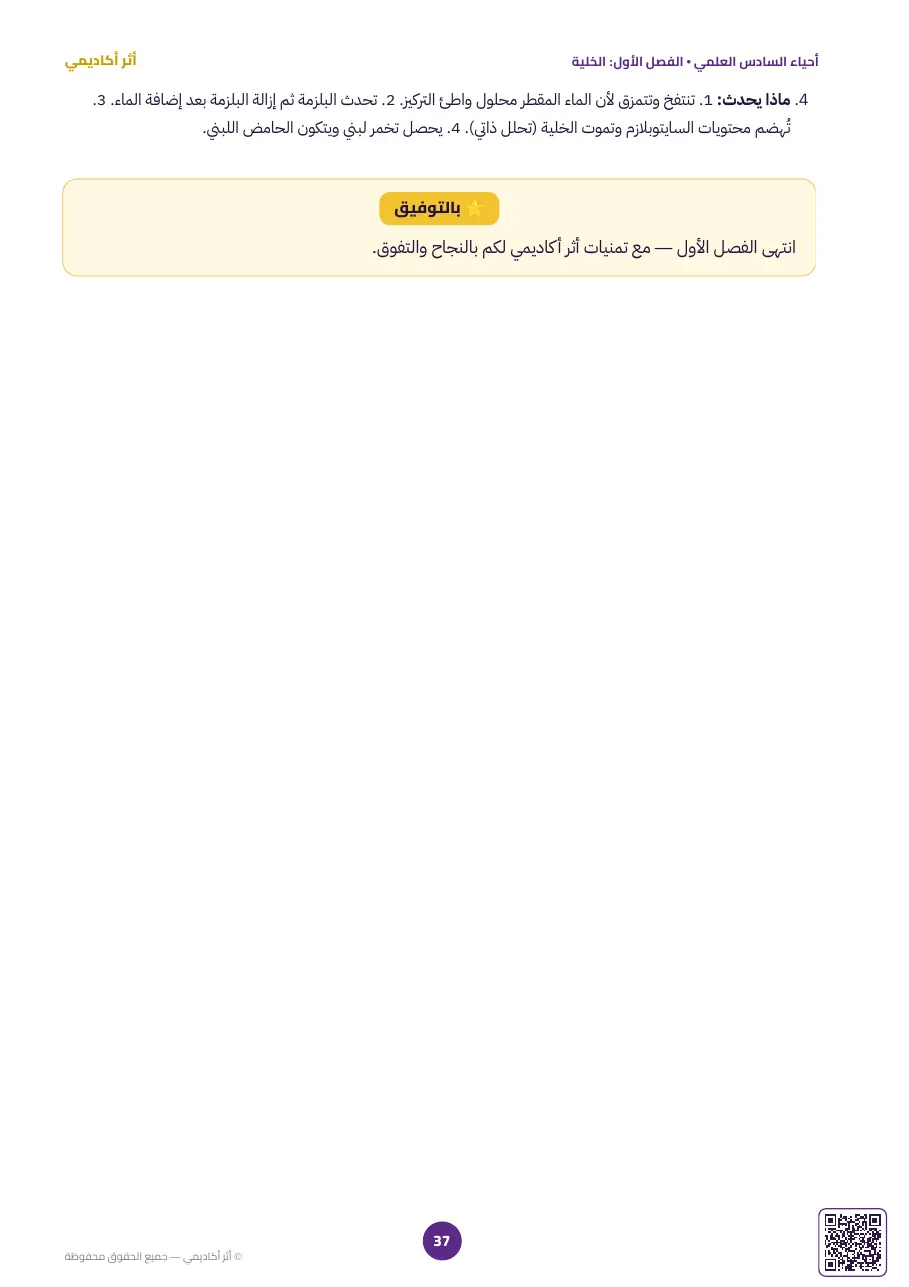 أحياء السادس العلمي • الفصل الأول: الخلية
أثر أكاديمي
4. ماذا يحدث: 1. تنتفخ وتتمزق لأن الماء المقطر محلول واطئ التركيز. 2. تحدث البلزمة ثم إزالة البلزمة بعد إضافة الماء. 3.
تُهضم محتويات السايتوبلازم وتموت الخلية (تحلل ذاتي). 4. يحصل تخمر لبني ويتكون الحامض اللبني.
⭐ بالتوفيق
انتهى الفصل الأول — مع تمنيات أثر أكاديمي لكم بالنجاح والتفوق.
37
© أثر أكاديمي — جميع الحقوق محفوظة